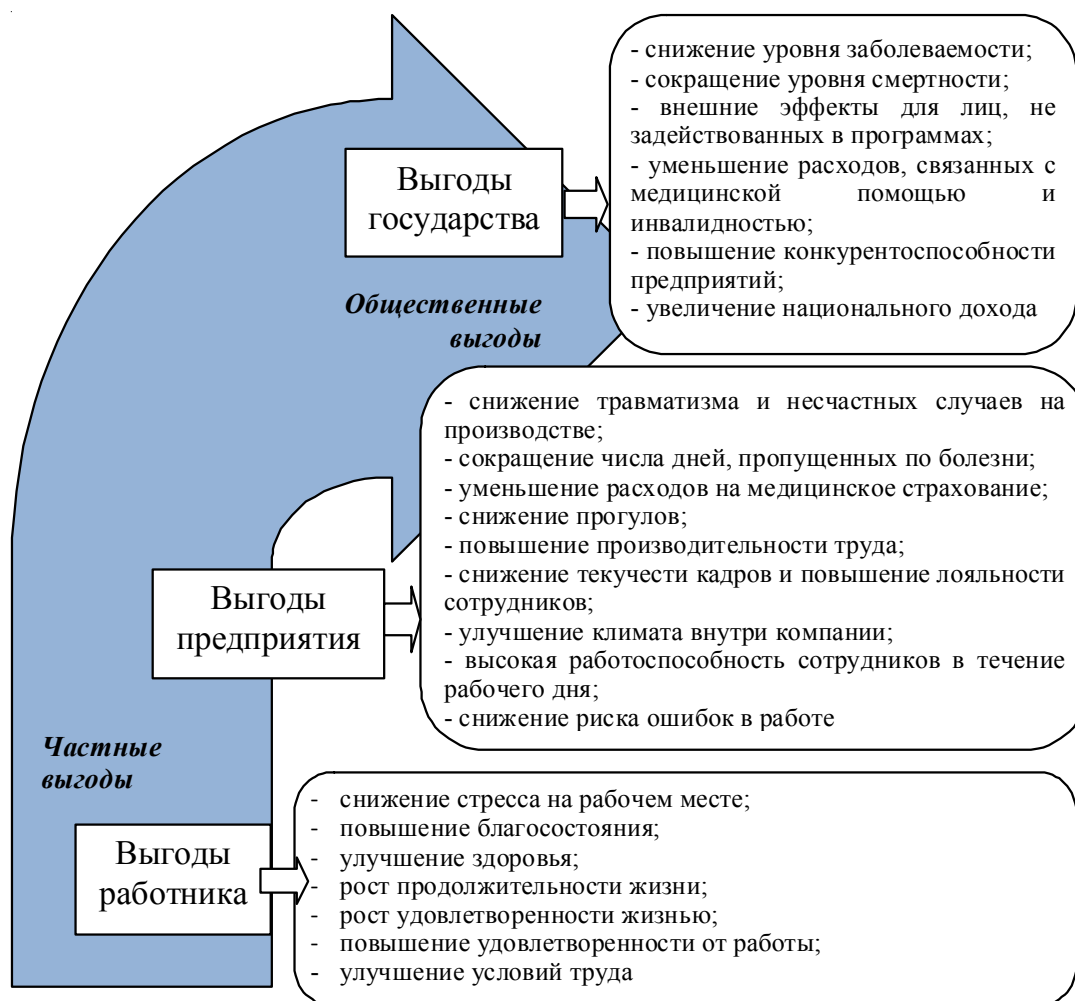 Выгоды
государства
- снижение уровня заболеваемости;
- сокращение уровня смертности;
- внешние эффекты для лиц, не
задействованных в программах;
- уменьшение расходов, связанных с
медицинской помощью и
инвалидностью;
- повышение конкурентоспособности
предприятий;
- увеличение национального дохода
Общественные
выгоды
Выгоды
предприятия
- снижение травматизма и несчастных случаев на
производстве;
- сокращение числа дней, пропущенных по болезни;
- уменьшение расходов на медицинское страхование;
- снижение прогулов;
- повышение производительности труда;
- снижение текучести кадров и повышение лояльности
сотрудников;
- улучшение климата внутри компании;
- высокая работоспособность сотрудников в течение
рабочего дня;
- снижение риска ошибок в работе
Частные
выгоды
Выгоды
работника
- снижение стресса на рабочем месте;
- повышение благосостояния;
- улучшение здоровья;
- рост продолжительности жизни;
- рост удовлетворенности жизнью;
- повышение удовлетворенности от работы;
- улучшение условий труда